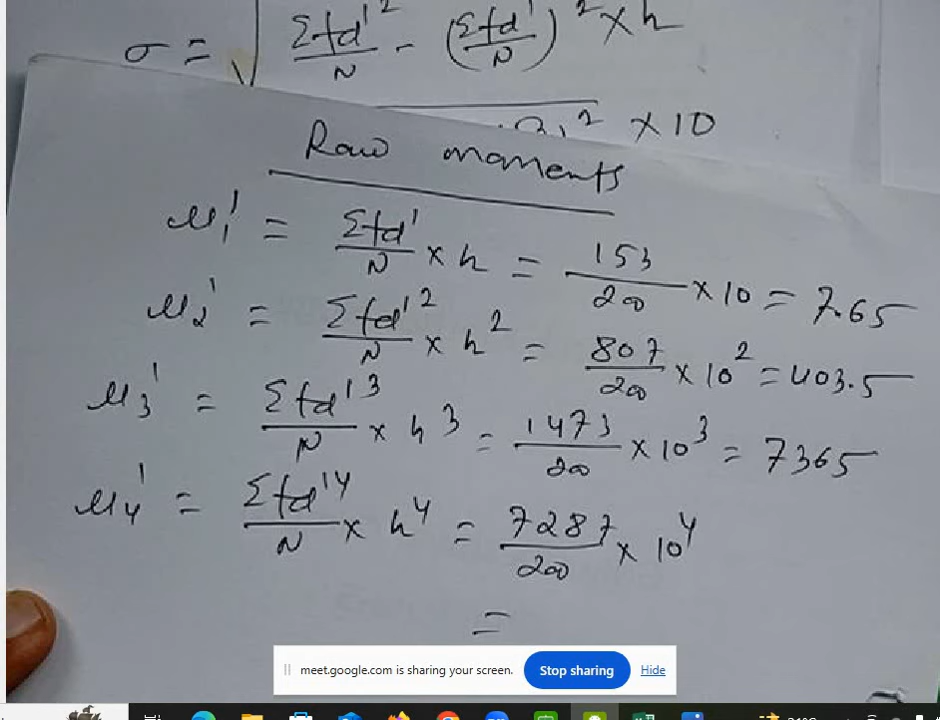 σ = √ Σfd'²/N - (Σfd'/N)² × h
² × 10
Raw moments
μ₁' = Σfd'/N × h = 153/200 × 10 = 7.65
μ₂' = Σfd'²/N × h² = 807/200 × 10² = 403.5
μ₃' = Σfd'³/N × h³ = 1473/200 × 10³ = 7365
μ₄' = Σfd'⁴/N × h⁴ = 7287/200 × 10⁴
=
meet.google.com is sharing your screen. Stop sharing Hide